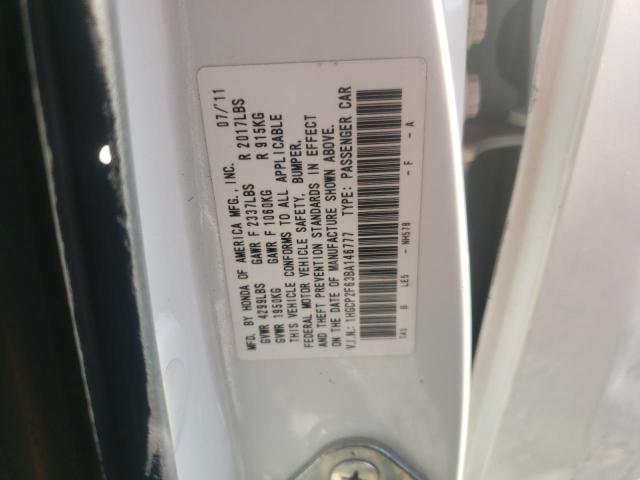 MFD. BY HONDA OF AMERICA MFG., INC. 07/'11
GVWR 4299LBS GAWR F 2337LBS R 2017LBS
GVWR 1950KG GAWR F 1060KG R 915KG
THIS VEHICLE CONFORMS TO ALL APPLICABLE
FEDERAL MOTOR VEHICLE SAFETY, BUMPER,
AND THEFT PREVENTION STANDARDS IN EFFECT
ON THE DATE OF MANUFACTURE SHOWN ABOVE.
V.I.N.: 1HGCP2F63BA148777 TYPE: PASSENGER CAR
TA5 B LE5 - NH578 - F - A